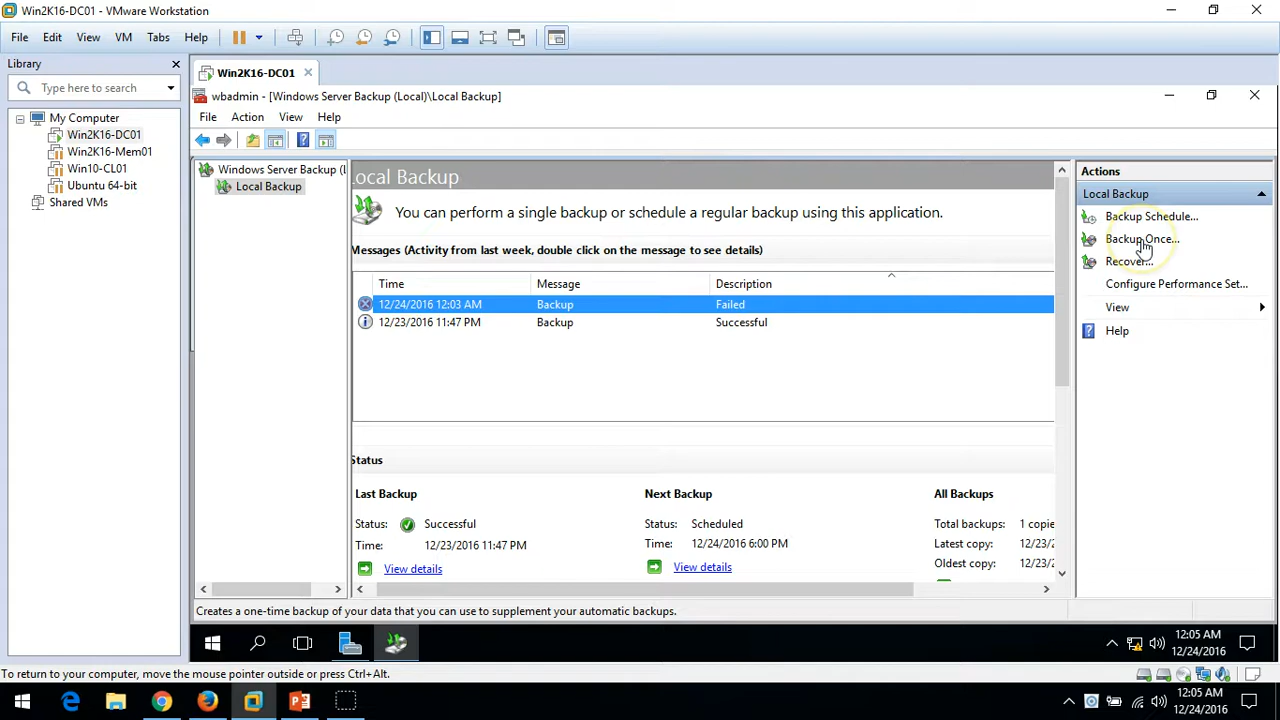 Win2K16-DC01 - VMware Workstation
File Edit View VM Tabs Help
Library
Type here to search
My Computer
Win2K16-DC01
Win2K16-Mem01
Win10-CL01
Ubuntu 64-bit
Shared VMs
Win2K16-DC01
wbadmin - [Windows Server Backup (Local)\Local Backup]
File Action View Help
Windows Server Backup (L
Local Backup
ocal Backup
You can perform a single backup or schedule a regular backup using this application.
Messages (Activity from last week, double click on the message to see details)
Time Message Description
12/24/2016 12:03 AM Backup Failed
12/23/2016 11:47 PM Backup Successful
Status
Last Backup Next Backup All Backups
Status: Successful Status: Scheduled Total backups: 1 copie
Time: 12/23/2016 11:47 PM Time: 12/24/2016 6:00 PM Latest copy: 12/23/2
View details View details Oldest copy: 12/23/2
Actions
Local Backup
Backup Schedule...
Backup Once...
Recover...
Configure Performance Set...
View
Help
Creates a one-time backup of your data that you can use to supplement your automatic backups.
12:05 AM
12/24/2016
To return to your computer, move the mouse pointer outside or press Ctrl+Alt.
12:05 AM
12/24/2016